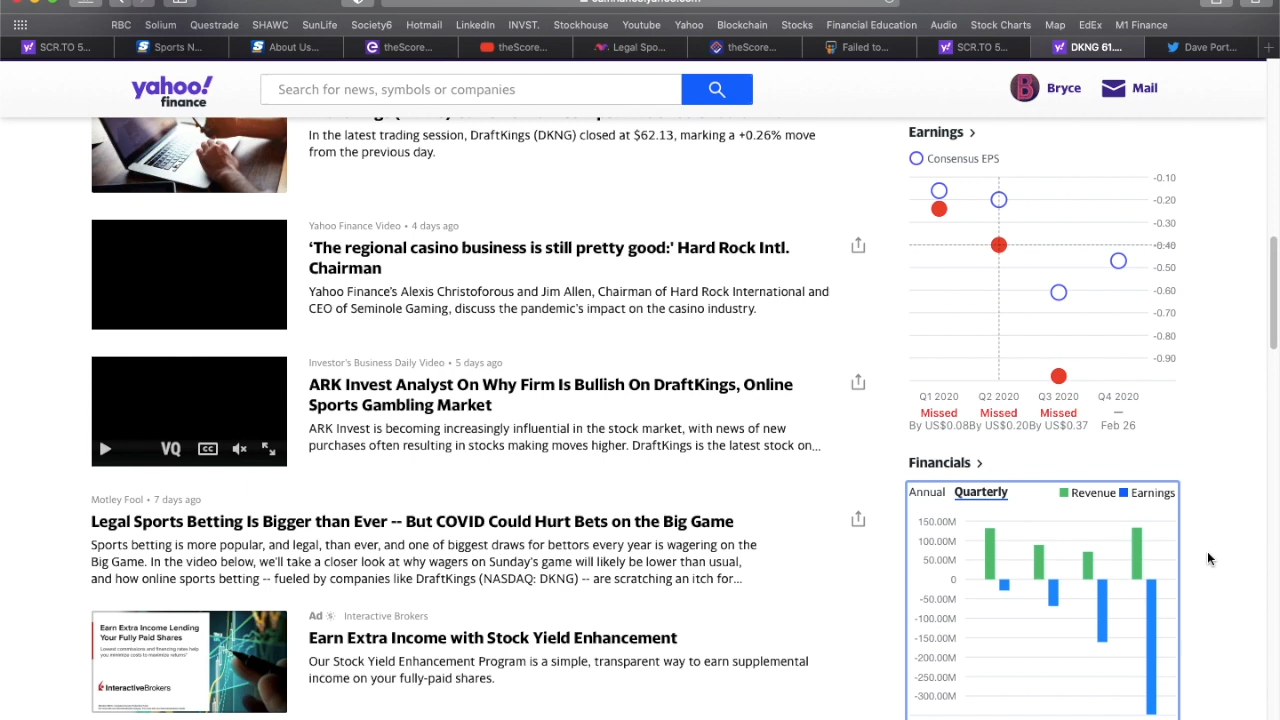 ca.finance.yahoo.com
RBC Solium Questrade SHAWC SunLife Society6 Hotmail LinkedIn INVST. Stockhouse Youtube Yahoo Blockchain Stocks Financial Education Audio Stock Charts Map EdEx M1 Finance
SCR.TO 5... Sports N... About Us... theScore... theScore... Legal Spo... theScore... Failed to... SCR.TO 5... DKNG 61.... Dave Port...
yahoo!
finance
Search for news, symbols or companies
Bryce
Mail
In the latest trading session, DraftKings (DKNG) closed at $62.13, marking a +0.26% move
from the previous day.
Yahoo Finance Video • 4 days ago
‘The regional casino business is still pretty good:' Hard Rock Intl.
Chairman
Yahoo Finance’s Alexis Christoforous and Jim Allen, Chairman of Hard Rock International and
CEO of Seminole Gaming, discuss the pandemic’s impact on the casino industry.
VQ CC
Investor's Business Daily Video • 5 days ago
ARK Invest Analyst On Why Firm Is Bullish On DraftKings, Online
Sports Gambling Market
ARK Invest is becoming increasingly influential in the stock market, with news of new
purchases often resulting in stocks making moves higher. DraftKings is the latest stock on...
Motley Fool • 7 days ago
Legal Sports Betting Is Bigger than Ever -- But COVID Could Hurt Bets on the Big Game
Sports betting is more popular, and legal, than ever, and one of biggest draws for bettors every year is wagering on the
Big Game. In the video below, we'll take a closer look at why wagers on Sunday's game will likely be lower than usual,
and how online sports betting -- fueled by companies like DraftKings (NASDAQ: DKNG) -- are scratching an itch for...
Earn Extra Income Lending
Your Fully Paid Shares
InteractiveBrokers
Ad Interactive Brokers
Earn Extra Income with Stock Yield Enhancement
Our Stock Yield Enhancement Program is a simple, transparent way to earn supplemental
income on your fully-paid shares.
Earnings
Consensus EPS
-0.10
-0.20
-0.30
-0.40
-0.50
-0.60
-0.70
-0.80
-0.90
Q1 2020 Q2 2020 Q3 2020 Q4 2020
Missed Missed Missed —
By US$0.08 By US$0.20 By US$0.37 Feb 26
Financials
Annual Quarterly Revenue Earnings
150.00M
100.00M
50.00M
0
-50.00M
-100.00M
-150.00M
-200.00M
-250.00M
-300.00M